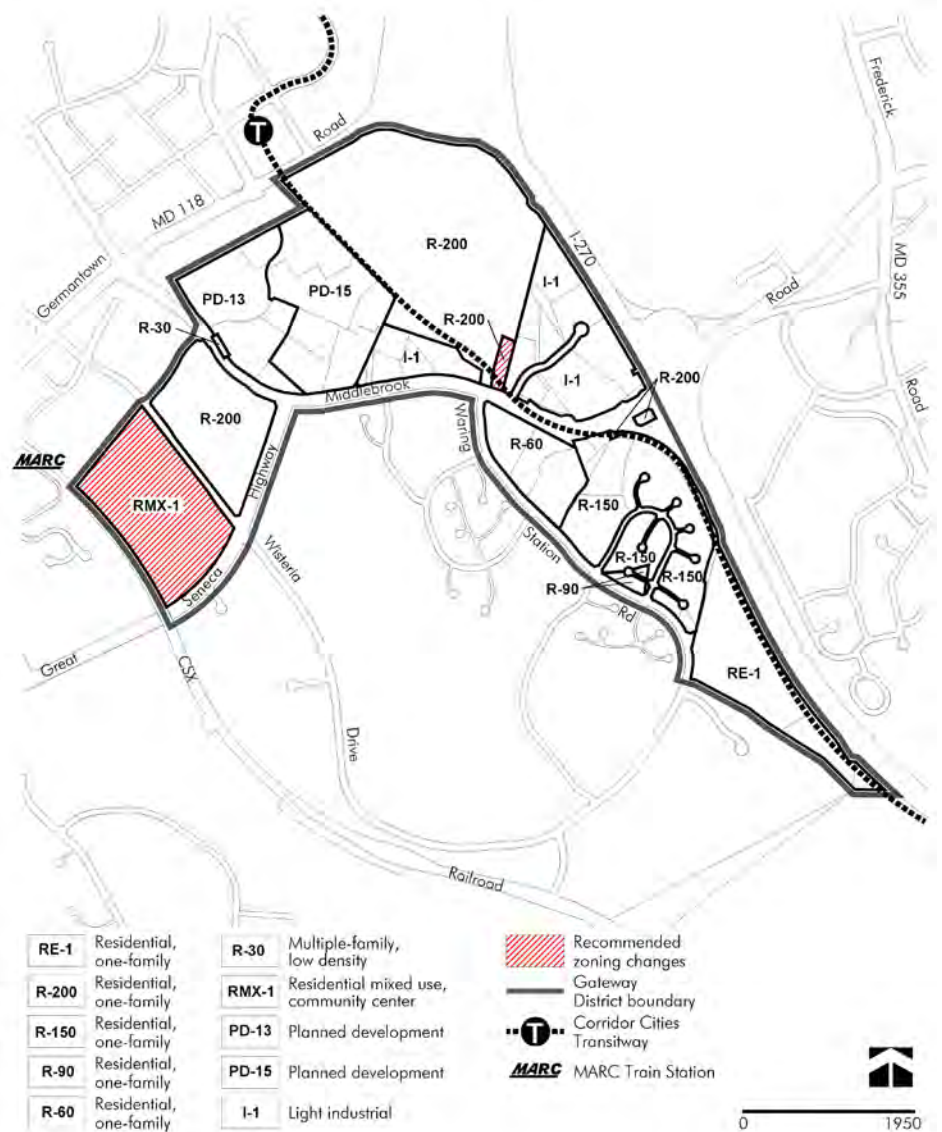 T
Road
Frederick
MD 118
R-200
I-270
MD 355
Germantown
PD-13
PD-15
I-1
Road
R-30
R-200
I-1
I-1
R-200
Middlebrook
R-200
R-60
Waring
Road
MARC
Highway
RMX-1
R-150
Station
Wisteria
R-150
R-150
R-90
Seneca
Rd
Great
RE-1
CSX
Drive
Railroad
RE-1 Residential,
one-family
R-200 Residential,
one-family
R-150 Residential,
one-family
R-90 Residential,
one-family
R-60 Residential,
one-family
R-30 Multiple-family,
low density
RMX-1 Residential mixed use,
community center
PD-13 Planned development
PD-15 Planned development
I-1 Light industrial
Recommended
zoning changes
Gateway
District boundary
T Corridor Cities
Transitway
MARC MARC Train Station
0 1950